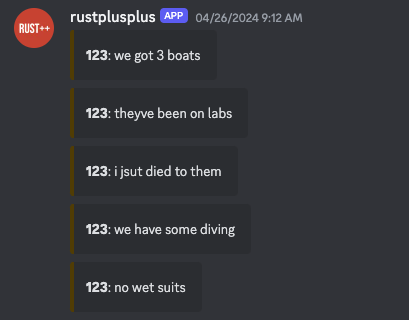 RUST++
rustplusplus APP 04/26/2024 9:12 AM
123: we got 3 boats
123: theyve been on labs
123: i jsut died to them
123: we have some diving
123: no wet suits